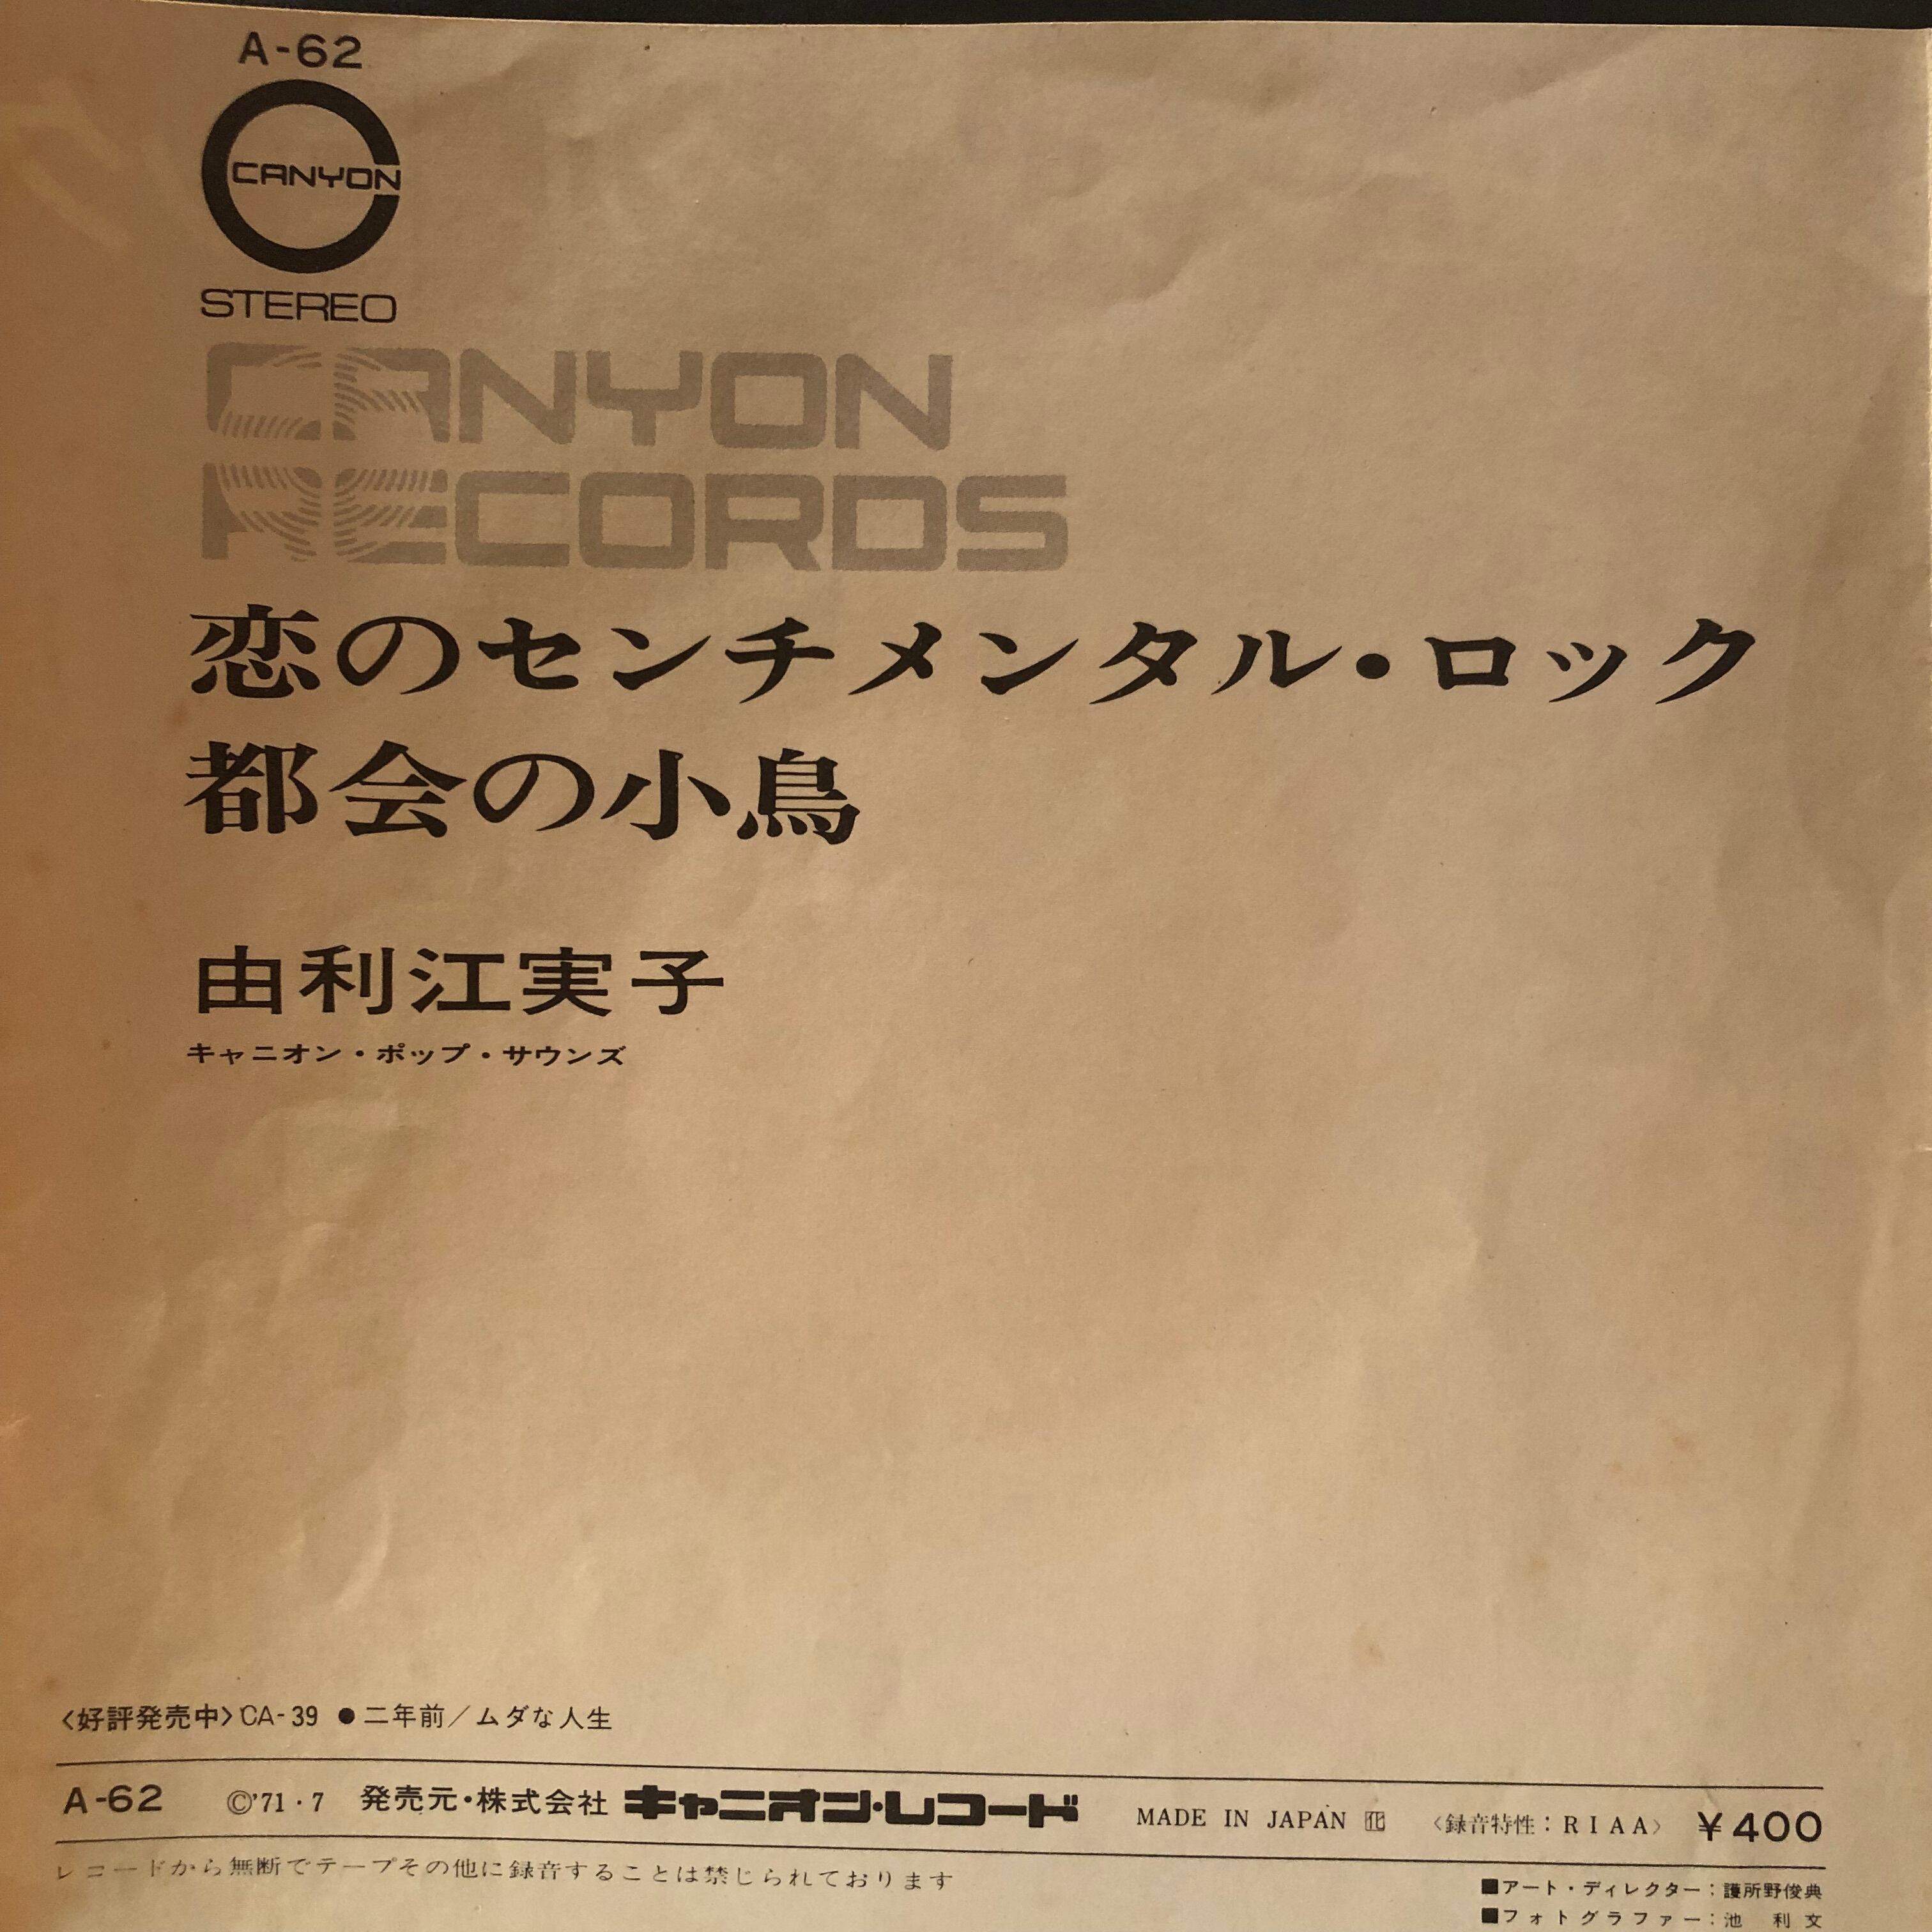 A-62
CANYON
STEREO
CANYON
RECORDS
恋のセンチメンタル・ロック
都会の小鳥
由利江実子
キャニオン・ポップ・サウンズ
〈好評発売中〉CA-39 ●二年前／ムダな人生
A-62 ©'71・7 発売元・株式会社 キャニオン・レコード MADE IN JAPAN 〈録音特性：RIAA〉 ¥400
レコードから無断でテープその他に録音することは禁じられております
■アート・ディレクター：護所野俊典
■フォトグラファー：池 利文